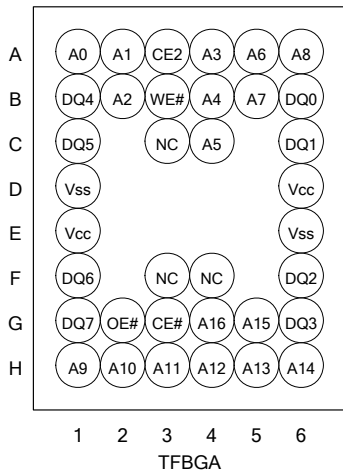 A A0 A1 CE2 A3 A6 A8
B DQ4 A2 WE# A4 A7 DQ0
C DQ5 NC A5 DQ1
D Vss Vcc
E Vcc Vss
F DQ6 NC NC DQ2
G DQ7 OE# CE# A16 A15 DQ3
H A9 A10 A11 A12 A13 A14
1 2 3 4 5 6
TFBGA